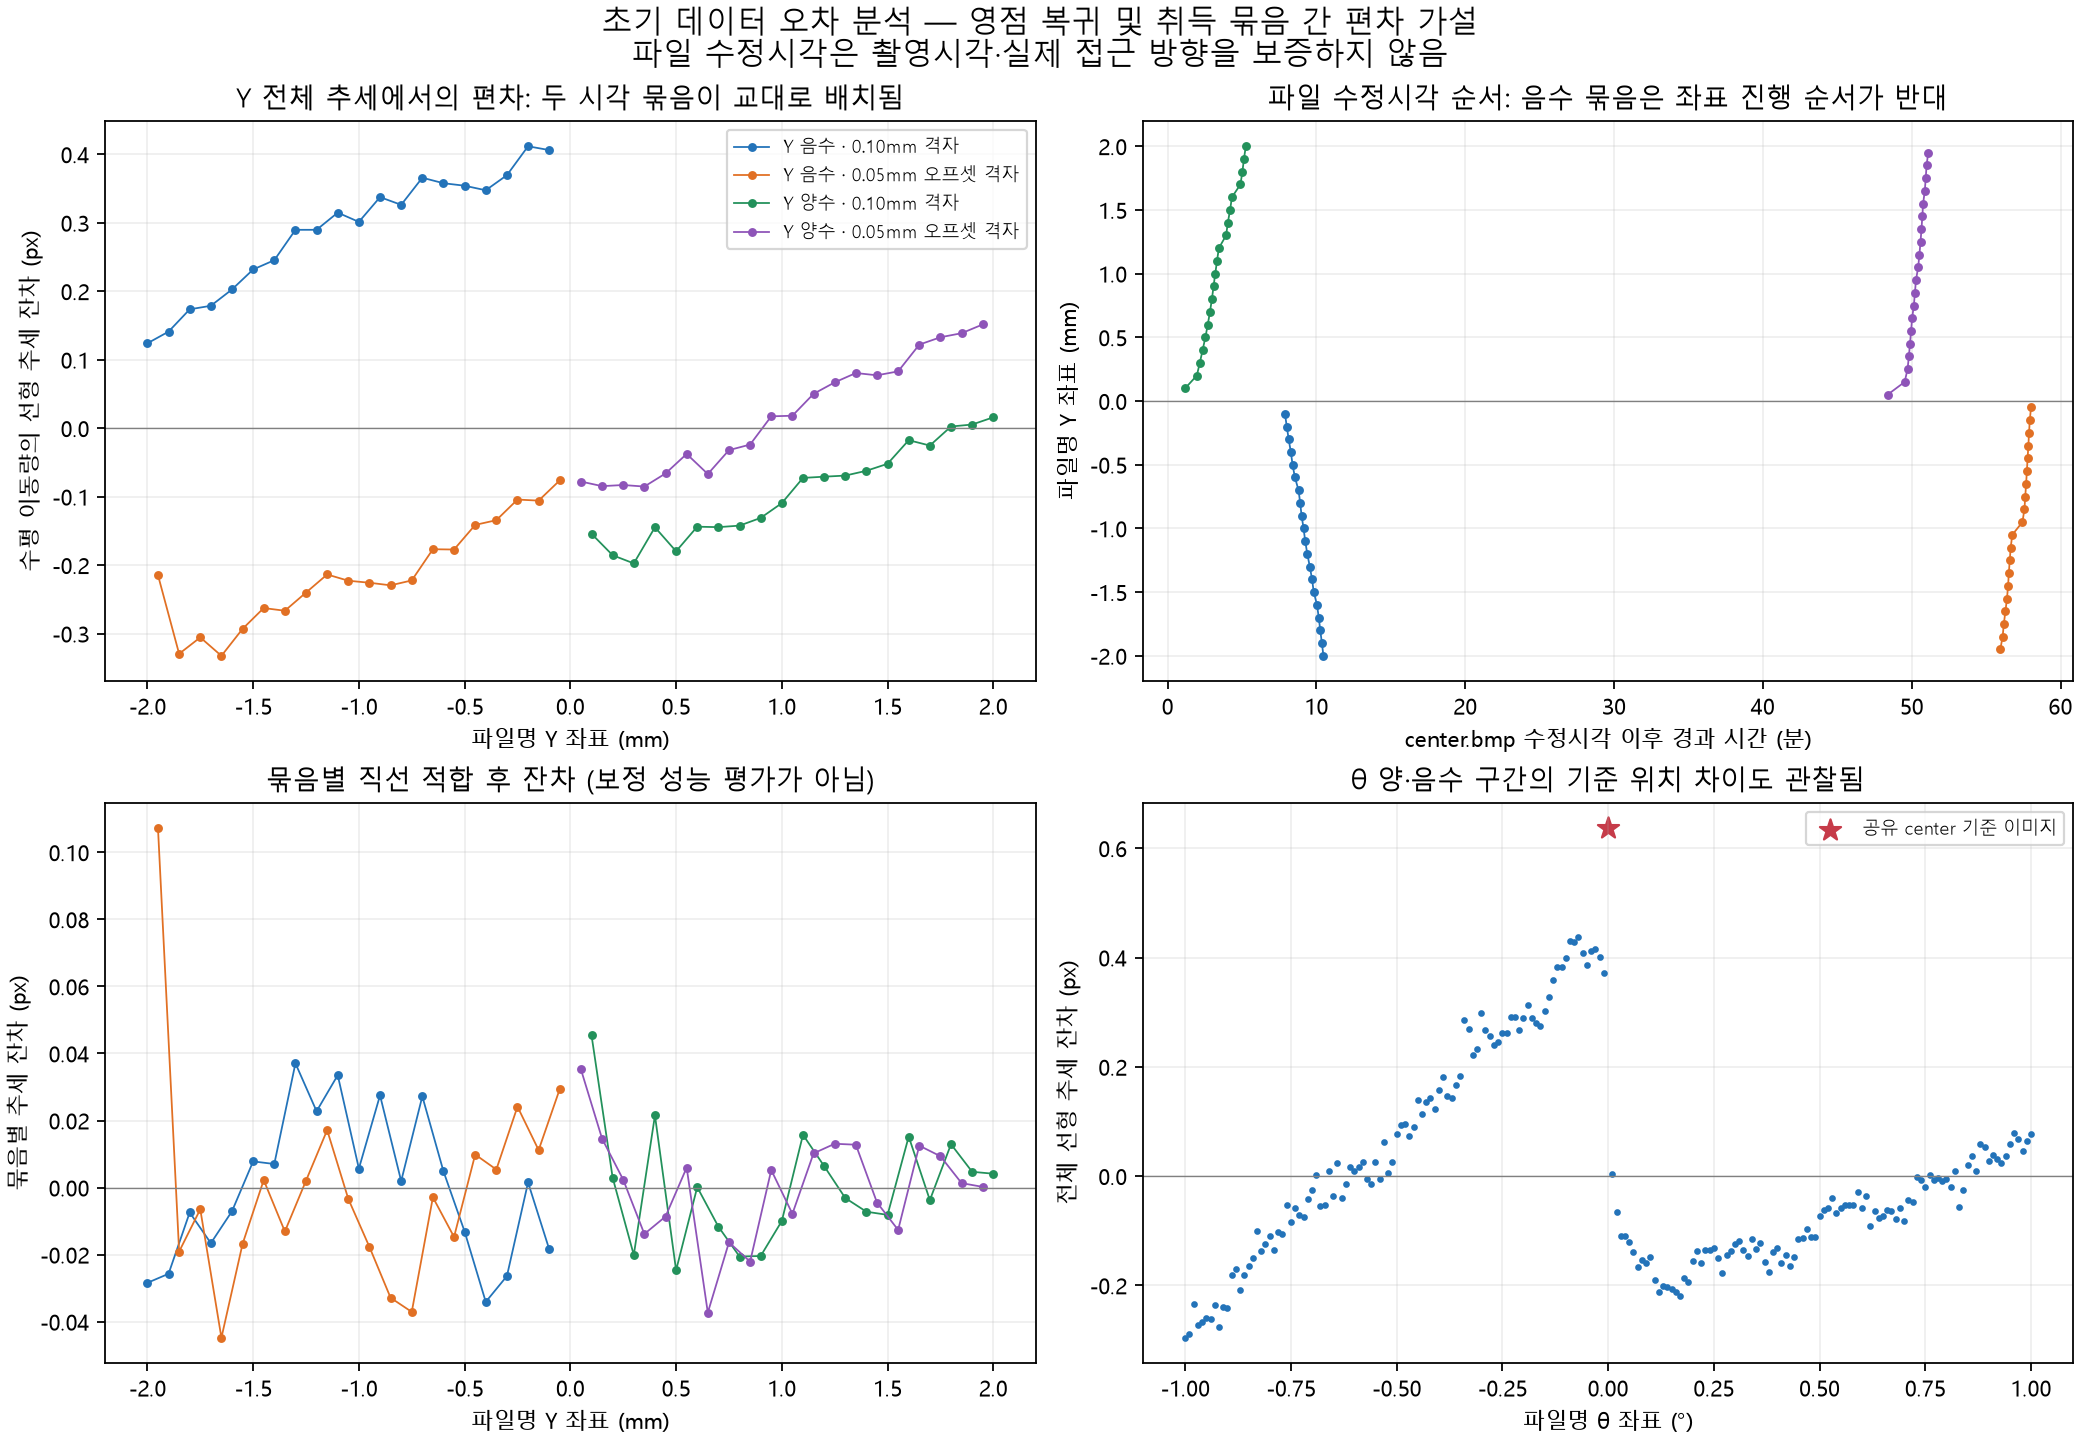 초기 데이터 오차 분석 — 영점 복귀 및 취득 묶음 간 편차 가설
파일 수정시각은 촬영시각·실제 접근 방향을 보증하지 않음
Y 전체 추세에서의 편차: 두 시각 묶음이 교대로 배치됨
수평 이동량의 선형 추세 잔차 (px)
0.4
0.3
0.2
0.1
0.0
-0.1
-0.2
-0.3
Y 음수 · 0.10mm 격자
Y 음수 · 0.05mm 오프셋 격자
Y 양수 · 0.10mm 격자
Y 양수 · 0.05mm 오프셋 격자
-2.0 -1.5 -1.0 -0.5 0.0 0.5 1.0 1.5 2.0
파일명 Y 좌표 (mm)
파일 수정시각 순서: 음수 묶음은 좌표 진행 순서가 반대
파일명 Y 좌표 (mm)
2.0
1.5
1.0
0.5
0.0
-0.5
-1.0
-1.5
-2.0
0 10 20 30 40 50 60
center.bmp 수정시각 이후 경과 시간 (분)
묶음별 직선 적합 후 잔차 (보정 성능 평가가 아님)
묶음별 추세 잔차 (px)
0.10
0.08
0.06
0.04
0.02
0.00
-0.02
-0.04
-2.0 -1.5 -1.0 -0.5 0.0 0.5 1.0 1.5 2.0
파일명 Y 좌표 (mm)
θ 양·음수 구간의 기준 위치 차이도 관찰됨
전체 선형 추세 잔차 (px)
0.6
0.4
0.2
0.0
-0.2
공유 center 기준 이미지
-1.00 -0.75 -0.50 -0.25 0.00 0.25 0.50 0.75 1.00
파일명 θ 좌표 (°)